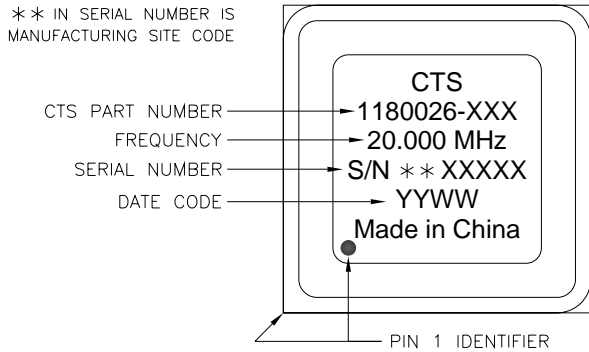 ** IN SERIAL NUMBER IS
MANUFACTURING SITE CODE
CTS
CTS PART NUMBER 1180026-XXX
FREQUENCY 20.000 MHz
SERIAL NUMBER S/N ** XXXXX
DATE CODE YYWW
Made in China
PIN 1 IDENTIFIER